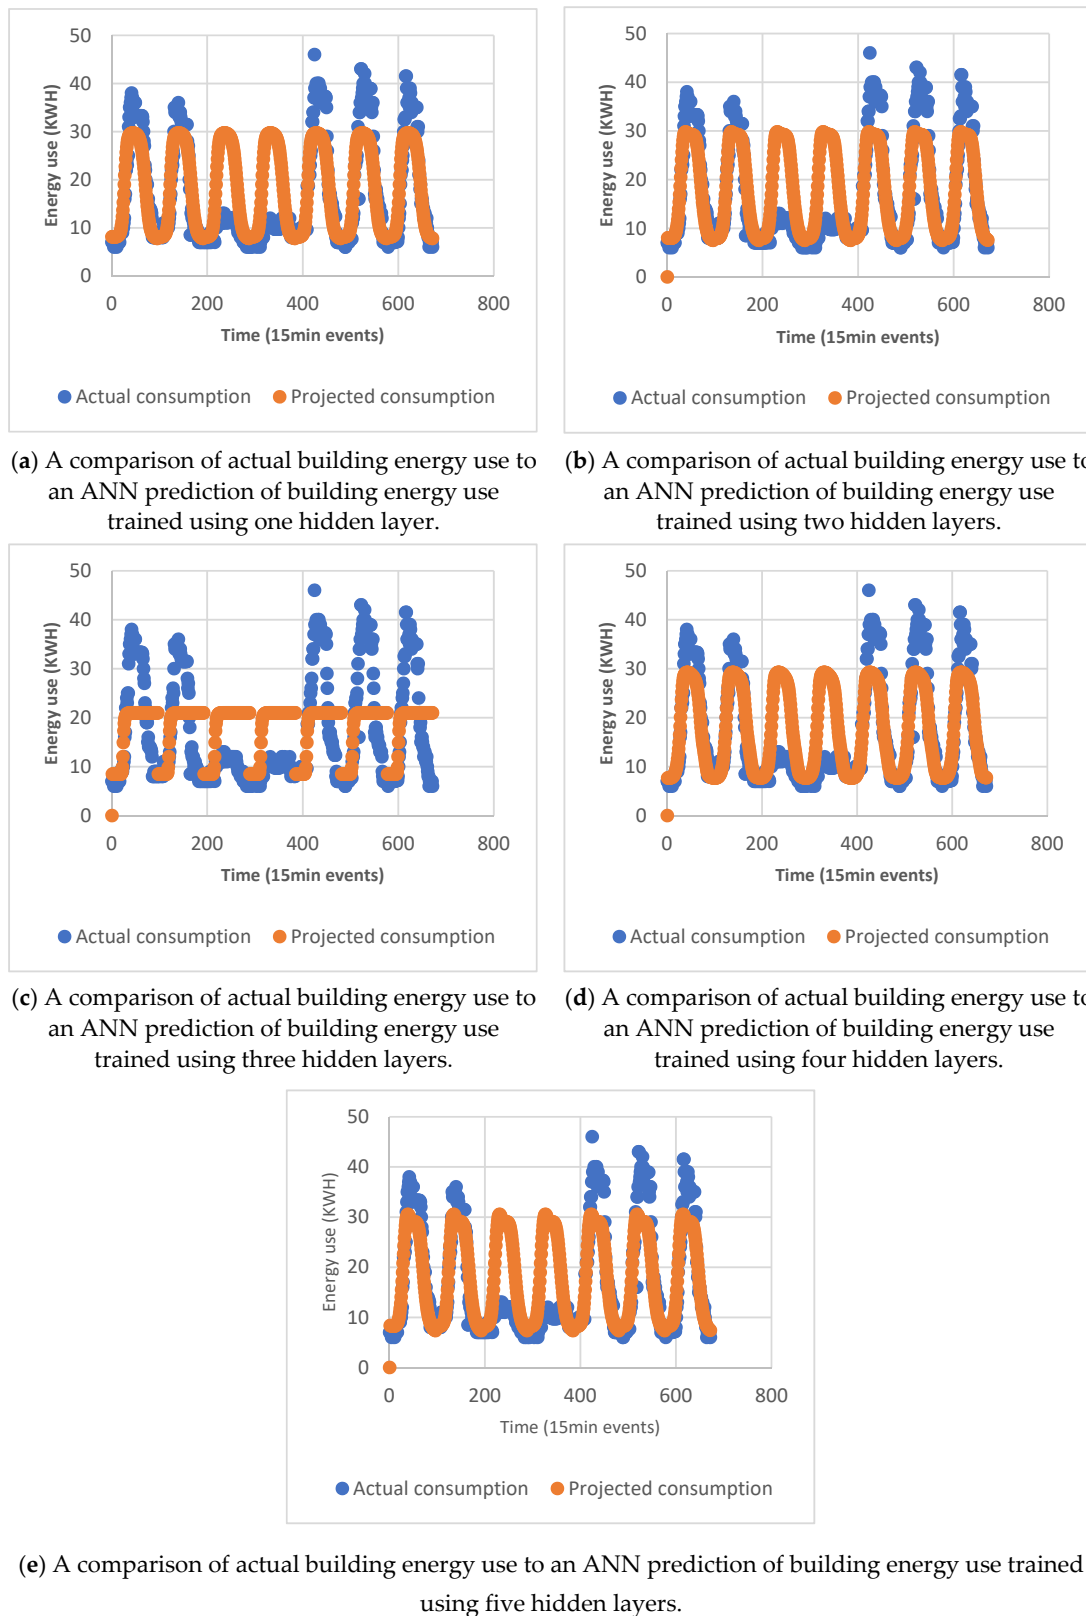 50
40
30
20
10
0
Energy use (KWH)
0 200 400 600 800
Time (15min events)
Actual consumption Projected consumption
(a) A comparison of actual building energy use to
an ANN prediction of building energy use
trained using one hidden layer.
50
40
30
20
10
0
Energy use (KWH)
0 200 400 600 800
Time (15min events)
Actual consumption Projected consumption
(b) A comparison of actual building energy use to
an ANN prediction of building energy use
trained using two hidden layers.
50
40
30
20
10
0
Energy use (KWH)
0 200 400 600 800
Time (15min events)
Actual consumption Projected consumption
(c) A comparison of actual building energy use to
an ANN prediction of building energy use
trained using three hidden layers.
50
40
30
20
10
0
Energy use (KWH)
0 200 400 600 800
Time (15min events)
Actual consumption Projected consumption
(d) A comparison of actual building energy use to
an ANN prediction of building energy use
trained using four hidden layers.
50
40
30
20
10
0
Energy use (KWH)
0 200 400 600 800
Time (15min events)
Actual consumption Projected consumption
(e) A comparison of actual building energy use to an ANN prediction of building energy use trained
using five hidden layers.